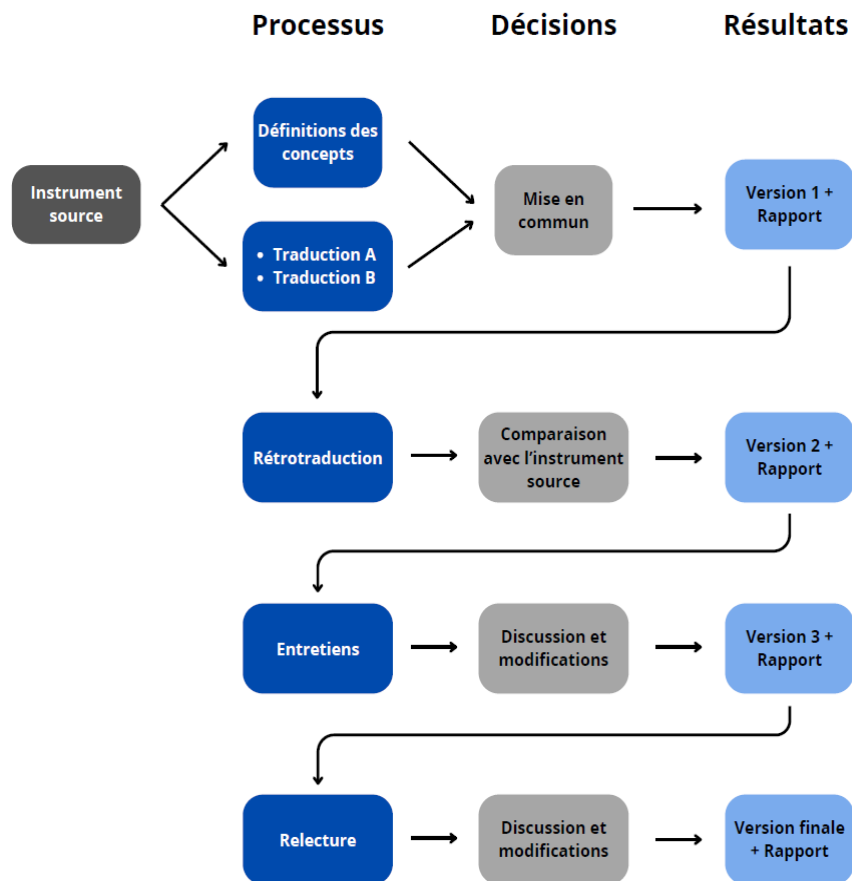 Processus
Décisions
Résultats
Définitions des
concepts
Instrument
source
Mise en
commun
Version 1 +
Rapport
• Traduction A
• Traduction B
Rétrotraduction
Comparaison
avec l’instrument
source
Version 2 +
Rapport
Entretiens
Discussion et
modifications
Version 3 +
Rapport
Relecture
Discussion et
modifications
Version finale
+ Rapport